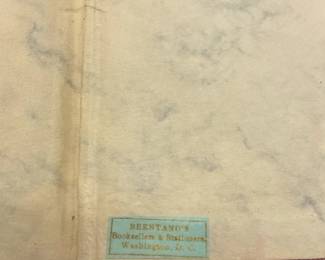 BRENTANO'S
Booksellers & Stationers,
Washington, D. C.